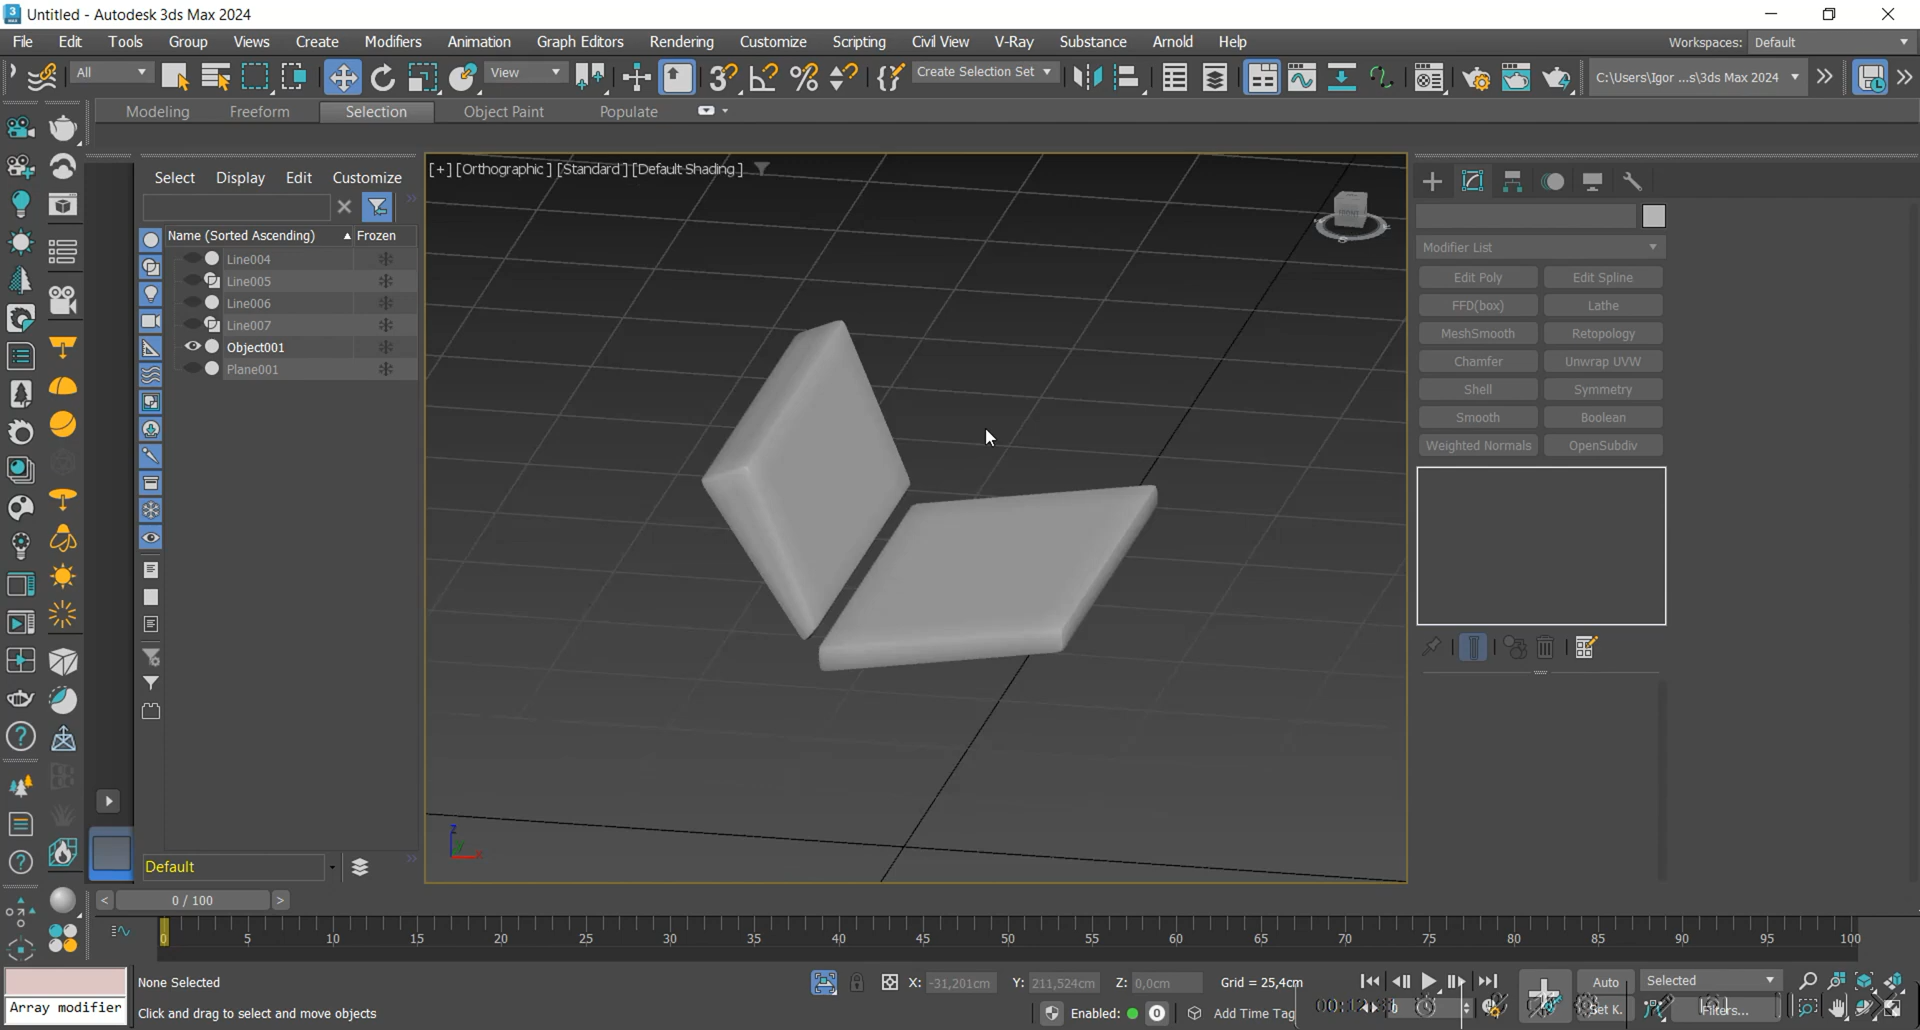 Untitled - Autodesk 3ds Max 2024
File Edit Tools Group Views Create Modifiers Animation Graph Editors Rendering Customize Scripting Civil View V-Ray Substance Arnold Help
Workspaces: Default
All View Create Selection Set C:\Users\Igor ...s\3ds Max 2024
Modeling Freeform Selection Object Paint Populate
Select Display Edit Customize
[+] [Orthographic ] [Standard ] [Default Shading ]
Name (Sorted Ascending) Frozen
Line004
Line005
Line006
Line007
Object001
Plane001
FRONT
Modifier List
Edit Poly Edit Spline
FFD(box) Lathe
MeshSmooth Retopology
Chamfer Unwrap UVW
Shell Symmetry
Smooth Boolean
Weighted Normals OpenSubdiv
z
y
x
Default
< 0 / 100 >
0 5 10 15 20 25 30 35 40 45 50 55 60 65 70 75 80 85 90 95 100
None Selected
X: -31,201cm Y: 211,524cm Z: 0,0cm Grid = 25,4cm
Auto Selected
Array modifier
Click and drag to select and move objects
Enabled: 0 Add Time Tag
Set K. Filters...